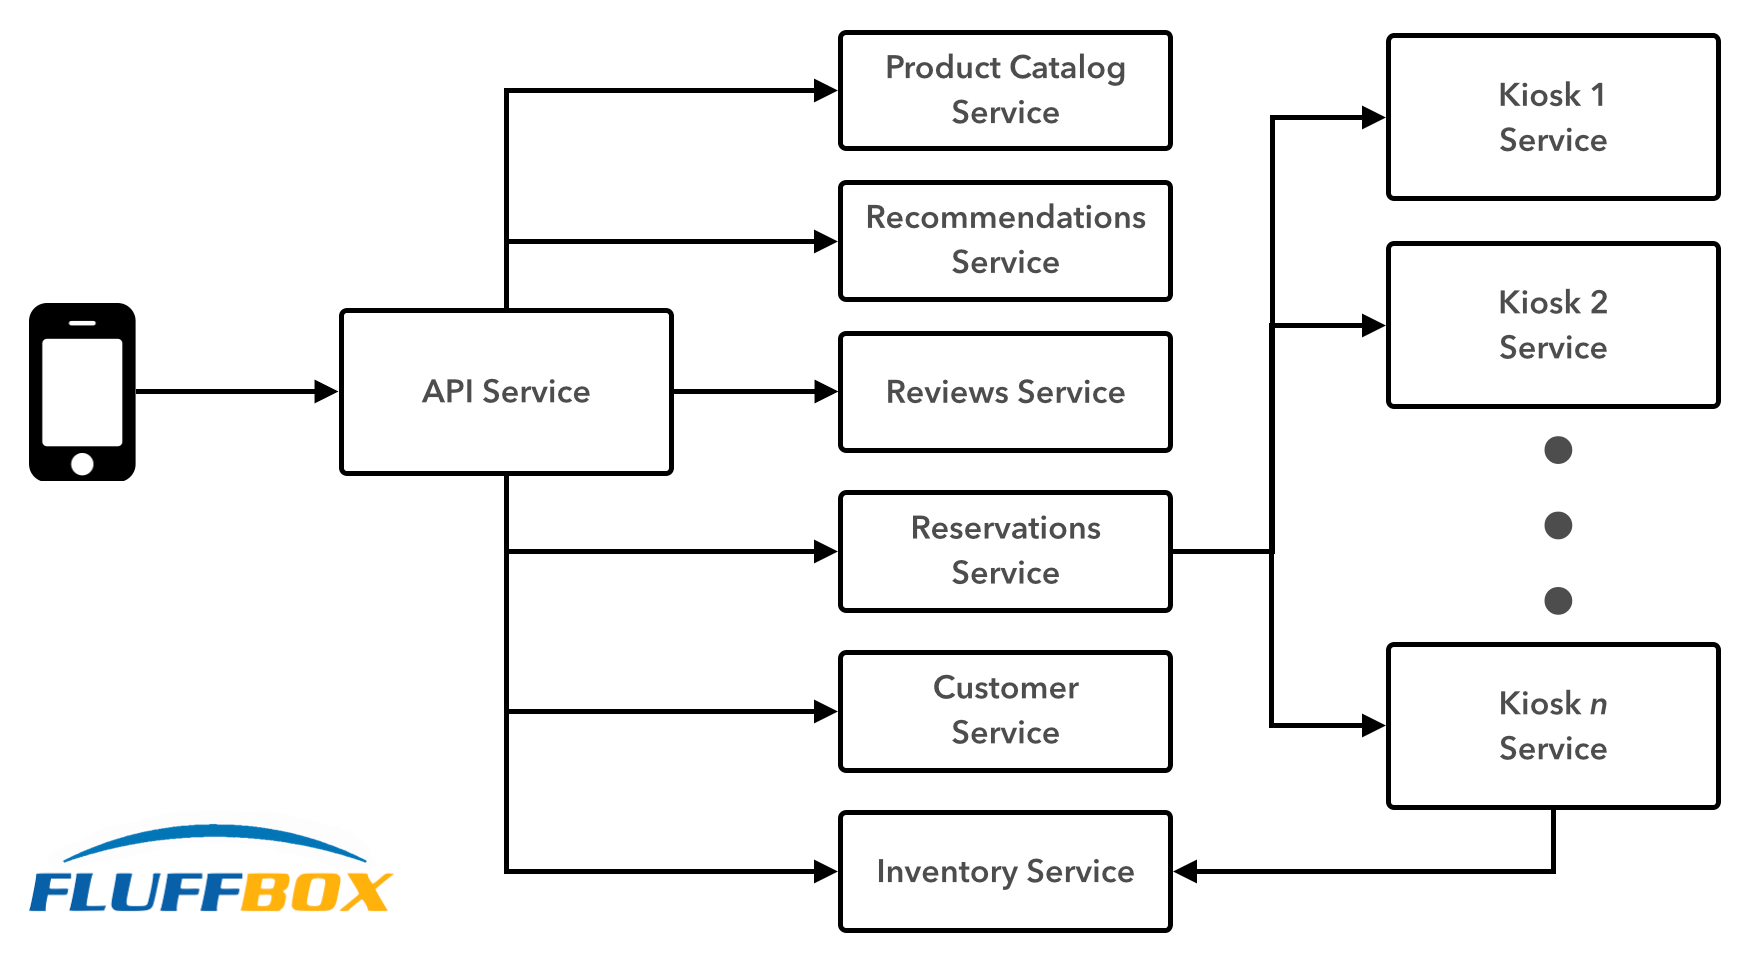 Product Catalog
Service
Recommendations
Service
API Service
Reviews Service
Reservations
Service
Customer
Service
Inventory Service
Kiosk 1
Service
Kiosk 2
Service
Kiosk n
Service
FLUFFBOX